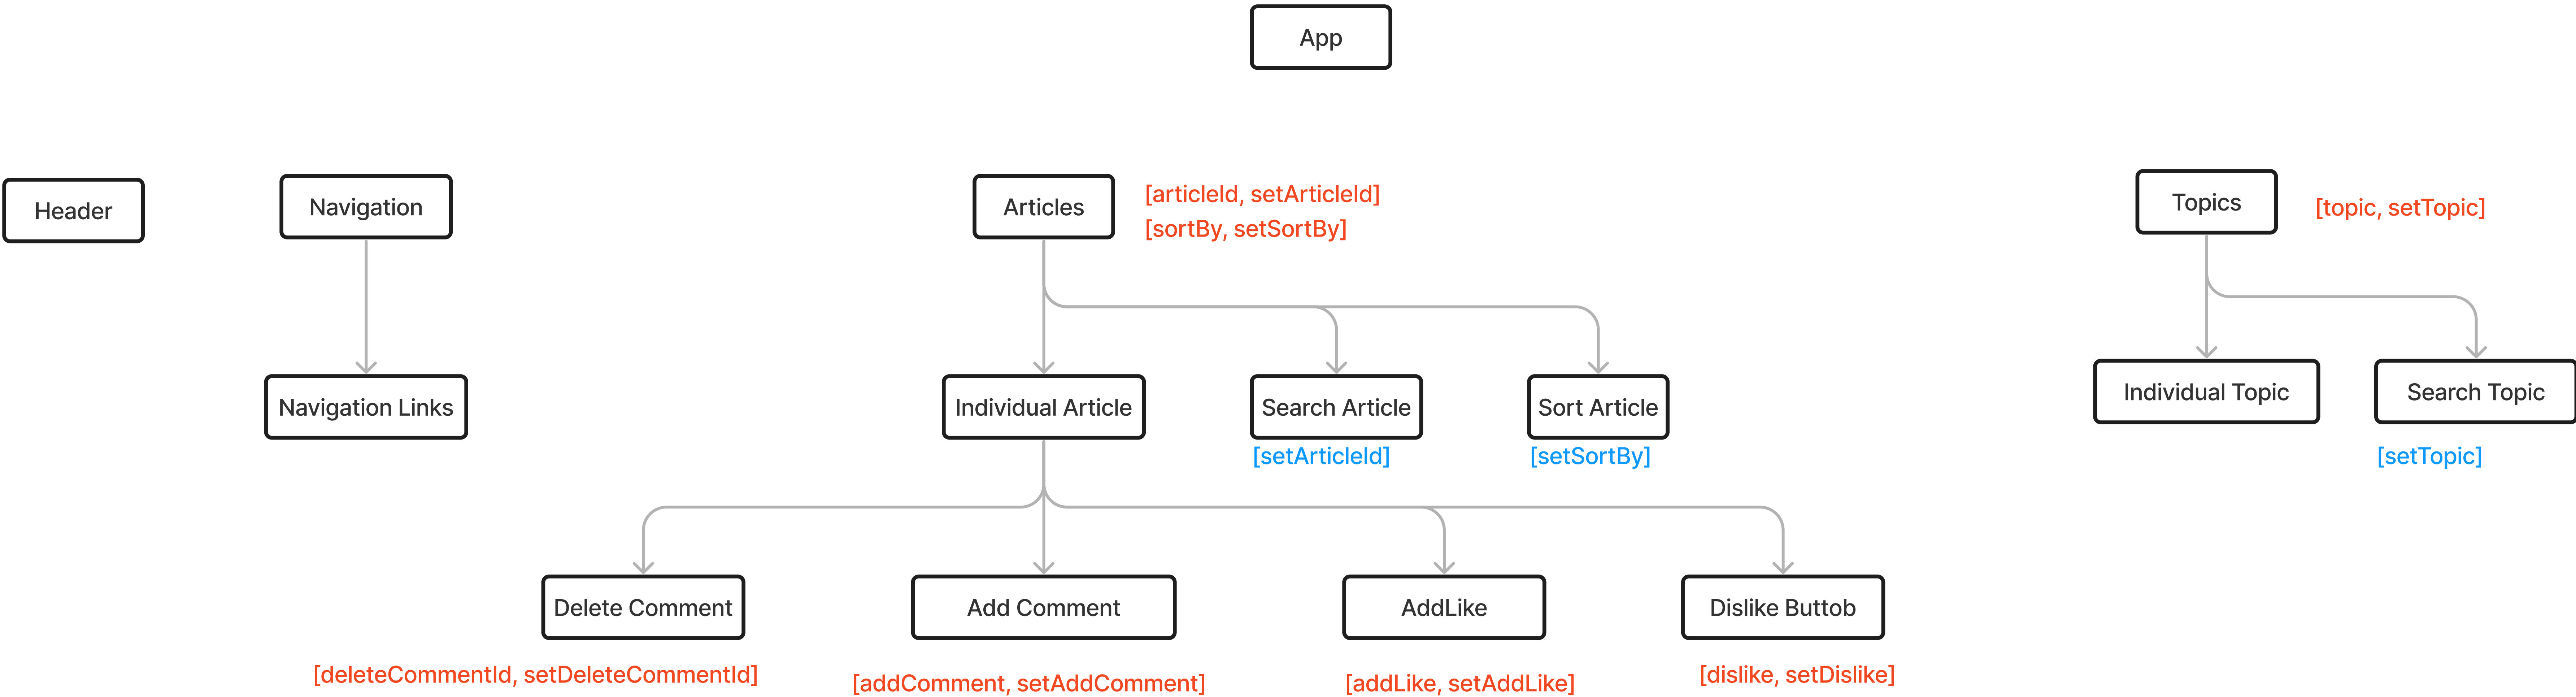 App
Header
Navigation
Articles
[articleId, setArticleId]
[sortBy, setSortBy]
Topics
[topic, setTopic]
Navigation Links
Individual Article
Search Article
Sort Article
Individual Topic
Search Topic
[setArticleId]
[setSortBy]
[setTopic]
Delete Comment
Add Comment
AddLike
Dislike Buttob
[deleteCommentId, setDeleteCommentId]
[addComment, setAddComment]
[addLike, setAddLike]
[dislike, setDislike]